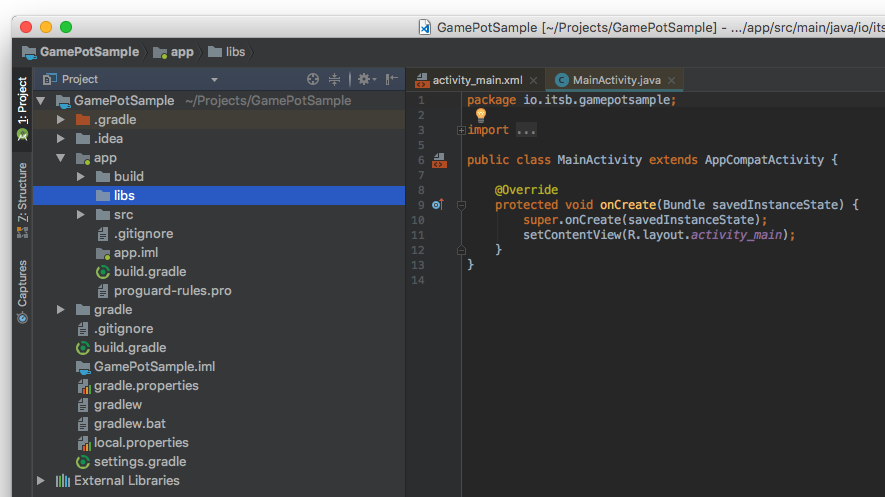 GamePotSample [~/Projects/GamePotSample] - .../app/src/main/java/io/its
GamePotSample app libs
1: Project
Z: Structure
Captures
Project
GamePotSample ~/Projects/GamePotSample
.gradle
.idea
app
build
libs
src
.gitignore
app.iml
build.gradle
proguard-rules.pro
gradle
.gitignore
build.gradle
GamePotSample.iml
gradle.properties
gradlew
gradlew.bat
local.properties
settings.gradle
External Libraries
activity_main.xml MainActivity.java
1 package io.itsb.gamepotsample;
2
3 import ...
5
6 public class MainActivity extends AppCompatActivity {
7
8 @Override
9 protected void onCreate(Bundle savedInstanceState) {
10 super.onCreate(savedInstanceState);
11 setContentView(R.layout.activity_main);
12 }
13 }
14